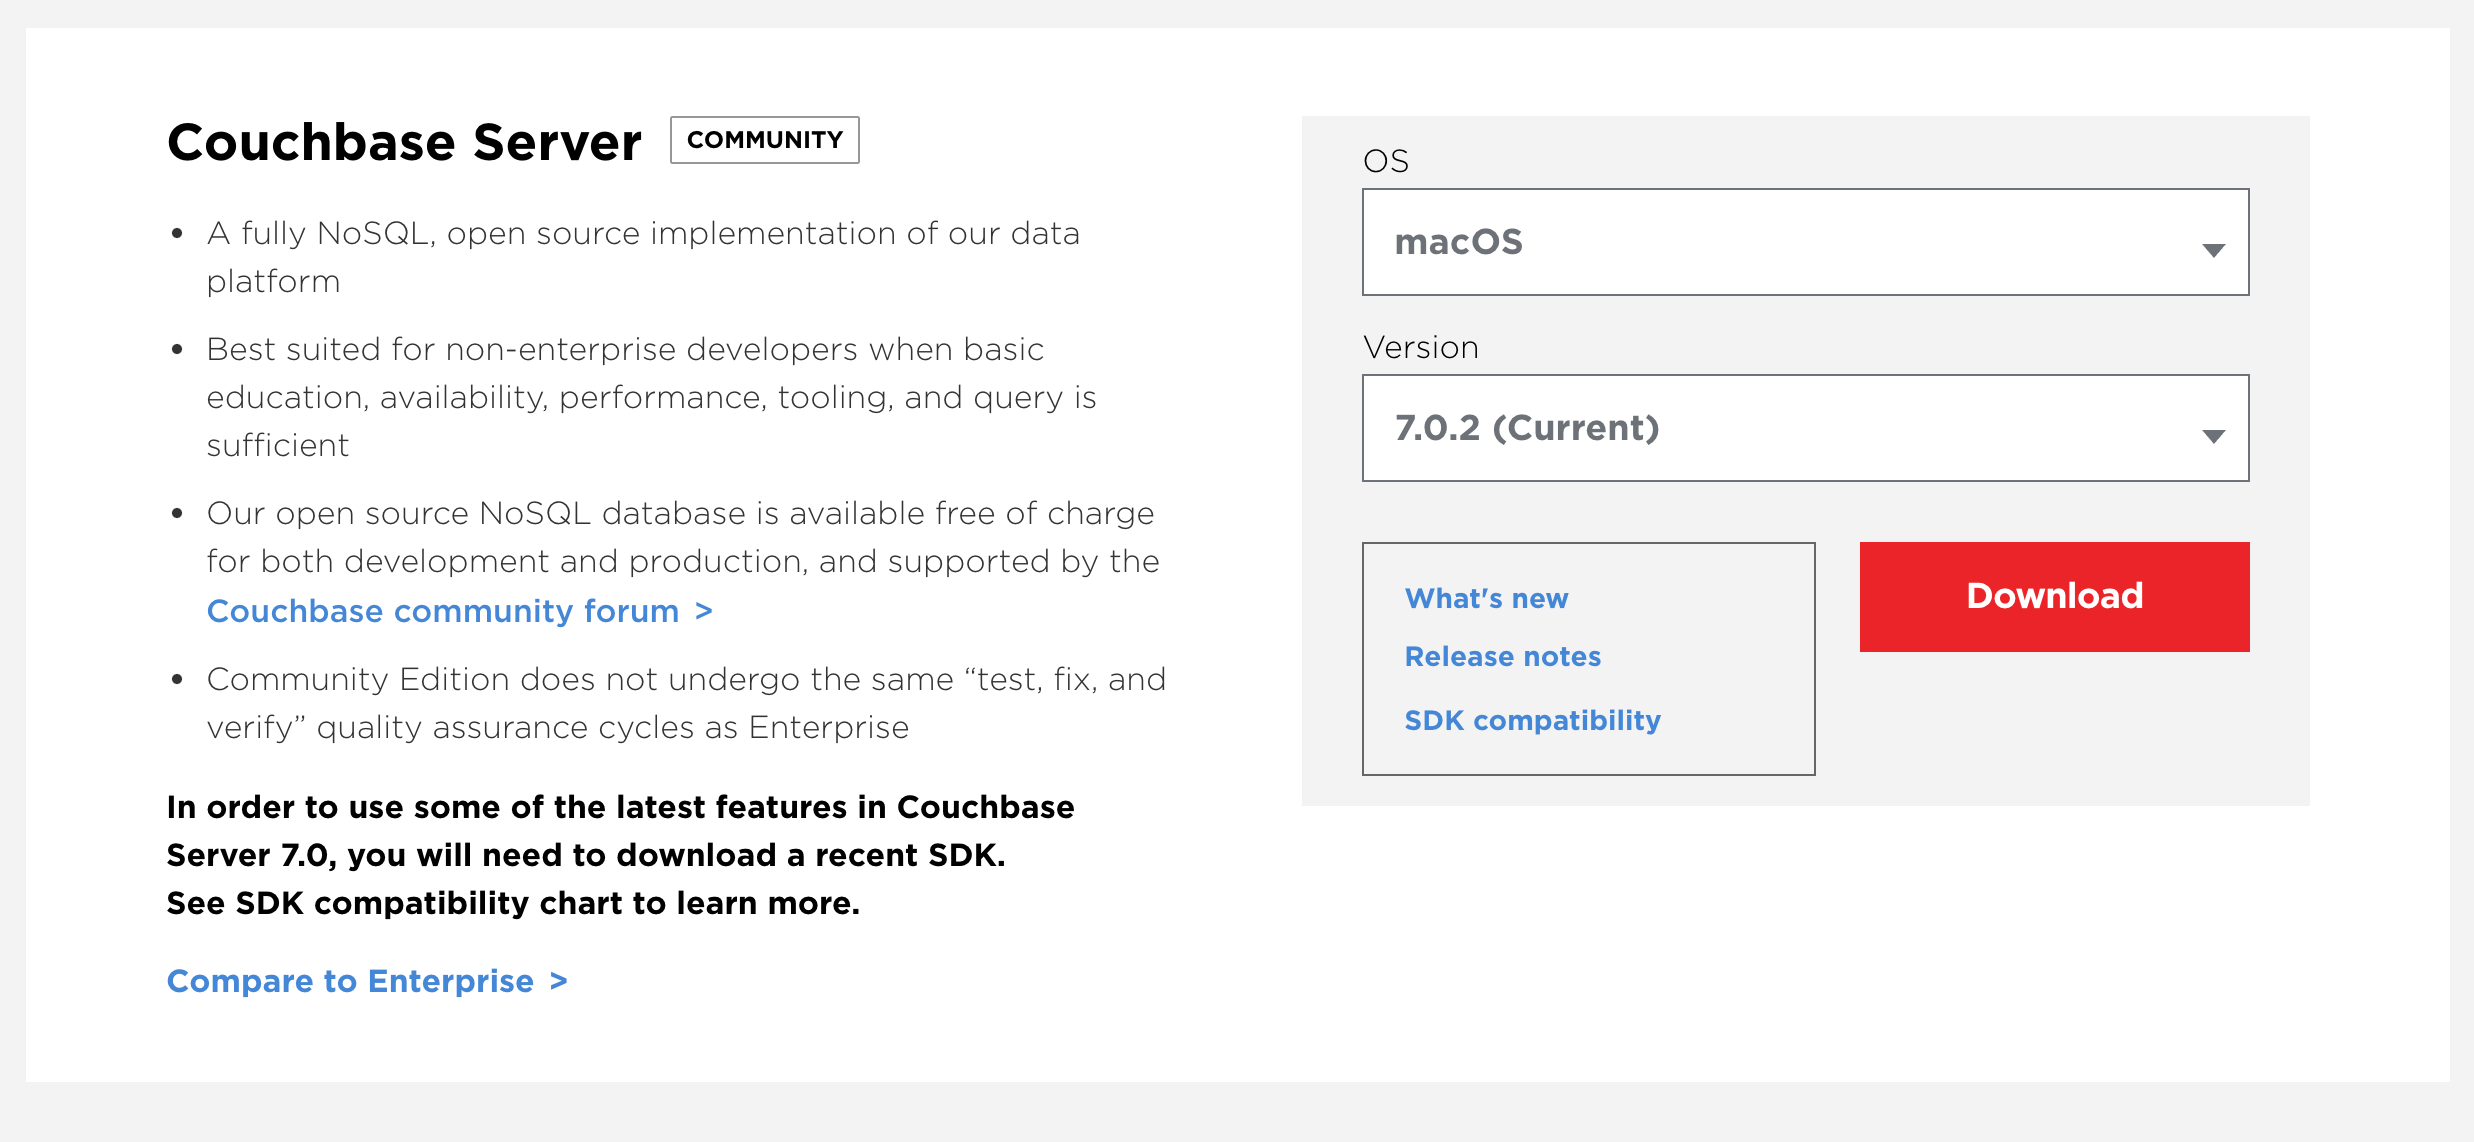 Couchbase Server COMMUNITY
• A fully NoSQL, open source implementation of our data
platform
• Best suited for non-enterprise developers when basic
education, availability, performance, tooling, and query is
sufficient
• Our open source NoSQL database is available free of charge
for both development and production, and supported by the
Couchbase community forum >
• Community Edition does not undergo the same “test, fix, and
verify” quality assurance cycles as Enterprise
In order to use some of the latest features in Couchbase
Server 7.0, you will need to download a recent SDK.
See SDK compatibility chart to learn more.
Compare to Enterprise >
OS
macOS
Version
7.0.2 (Current)
What's new
Release notes
SDK compatibility
Download